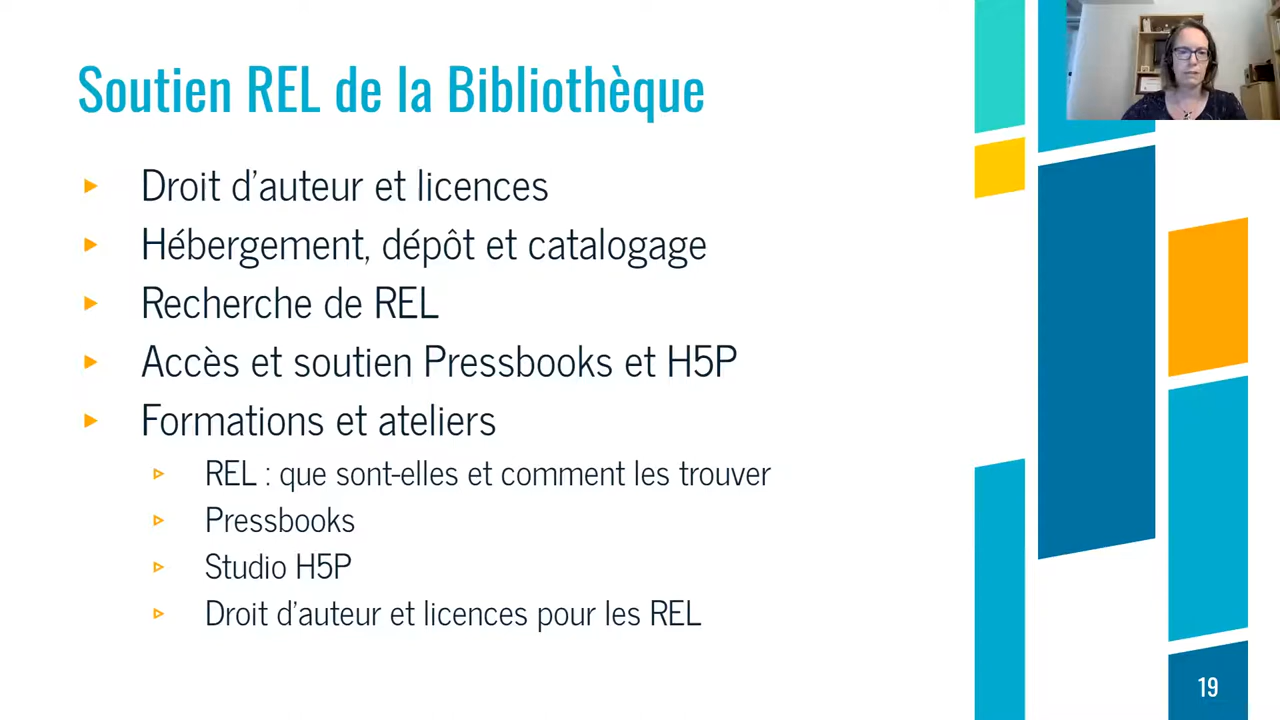 Soutien REL de la Bibliothèque
Droit d’auteur et licences
Hébergement, dépôt et catalogage
Recherche de REL
Accès et soutien Pressbooks et H5P
Formations et ateliers
REL : que sont-elles et comment les trouver
Pressbooks
Studio H5P
Droit d’auteur et licences pour les REL
19